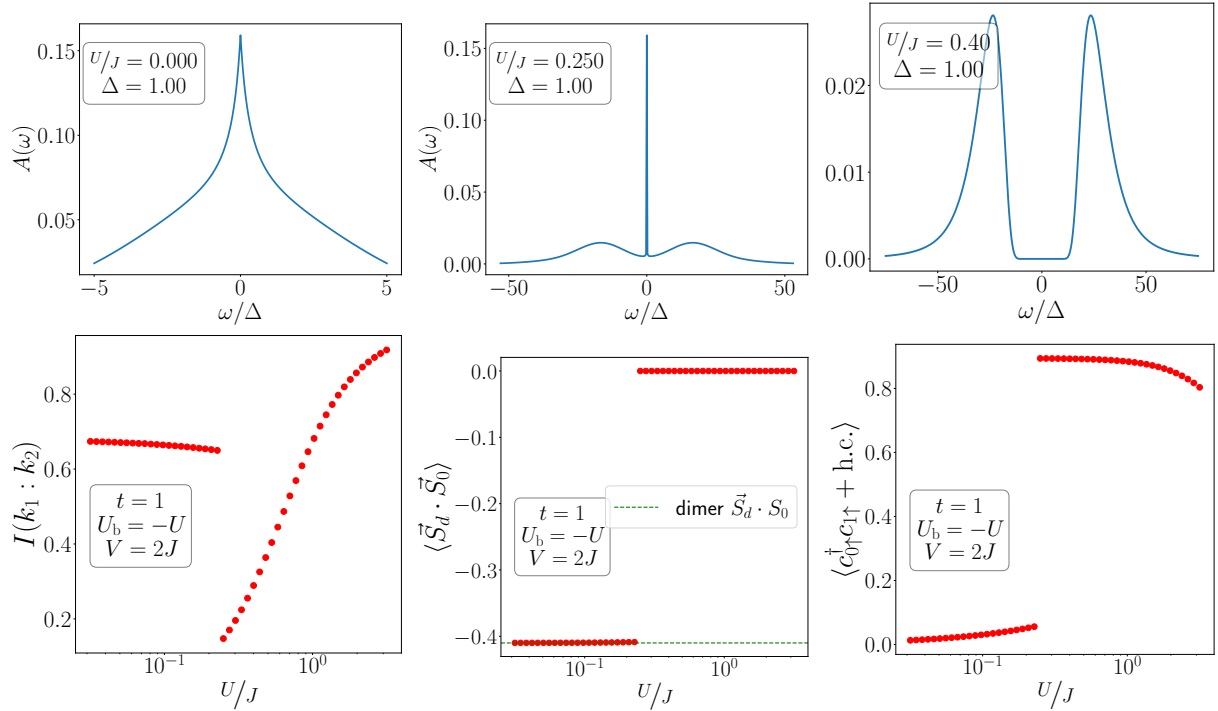 U/J = 0.000
Δ = 1.00
A(ω)
0.15
0.10
0.05
−5
0
5
ω/Δ
U/J = 0.250
Δ = 1.00
A(ω)
0.15
0.10
0.05
0.00
−50
0
50
ω/Δ
U/J = 0.40
Δ = 1.00
0.02
0.01
0.00
−50
0
50
ω/Δ
I(k₁ : k₂)
0.8
0.6
0.4
0.2
t = 1
U_b = −U
V = 2J
10⁻¹
10⁰
U/J
⟨S⃗_d · S⃗_0⟩
0.0
−0.1
−0.2
−0.3
−0.4
t = 1
U_b = −U
V = 2J
dimer S⃗_d · S_0
10⁻¹
10⁰
U/J
⟨c†_0↑ c_1↑ + h.c.⟩
0.8
0.6
0.4
0.2
0.0
t = 1
U_b = −U
V = 2J
10⁻¹
10⁰
U/J